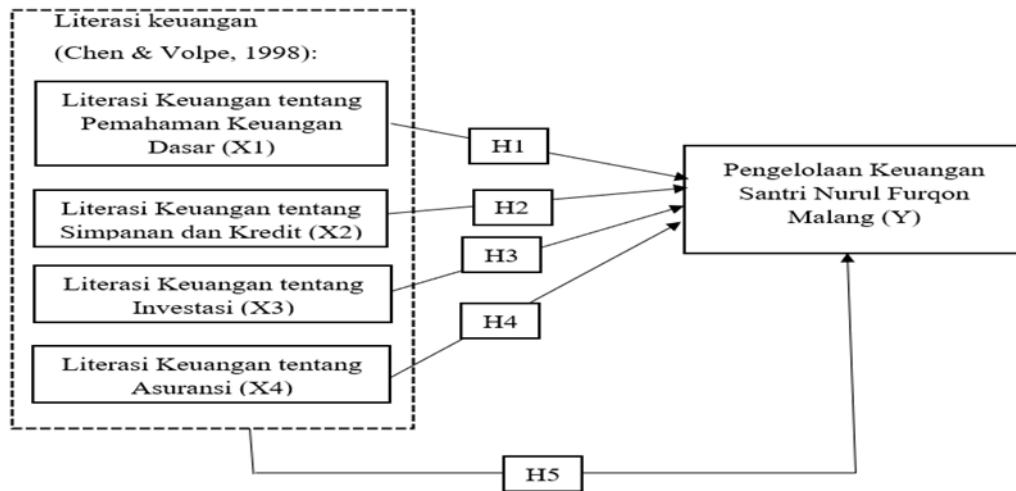 Literasi keuangan
(Chen & Volpe, 1998):
Literasi Keuangan tentang
Pemahaman Keuangan
Dasar (X1)
H1
Literasi Keuangan tentang
Simpanan dan Kredit (X2)
H2
Literasi Keuangan tentang
Investasi (X3)
H3
Literasi Keuangan tentang
Asuransi (X4)
H4
Pengelolaan Keuangan
Santri Nurul Furqon
Malang (Y)
H5